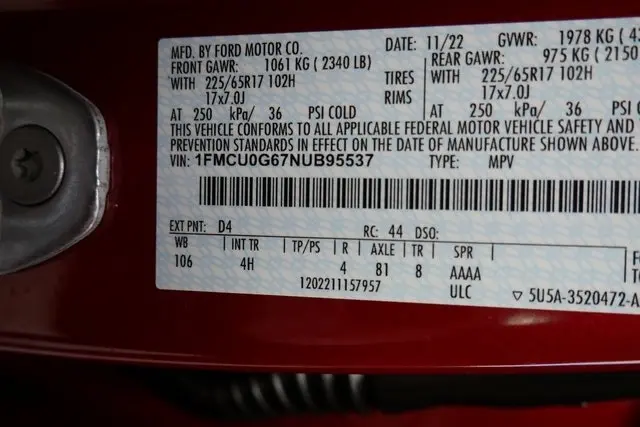 MFD. BY FORD MOTOR CO. DATE: 11/22 GVWR: 1978 KG
FRONT GAWR: 1061 KG ( 2340 LB) REAR GAWR: 975 KG ( 2150
WITH 225/65R17 102H TIRES WITH 225/65R17 102H
17x7.0J RIMS 17x7.0J
AT 250 kPa/ 36 PSI COLD AT 250 kPa/ 36 PSI COLD
THIS VEHICLE CONFORMS TO ALL APPLICABLE FEDERAL MOTOR VEHICLE SAFETY AND
PREVENTION STANDARDS IN EFFECT ON THE DATE OF MANUFACTURE SHOWN ABOVE.
VIN: 1FMCU0G67NUB95537 TYPE: MPV
EXT PNT: D4 RC: 44 DSO:
WB INT TR TP/PS R AXLE TR SPR
106 4H 4 81 8 AAAA
1202211157957 ULC ▽ 5U5A-3520472-A